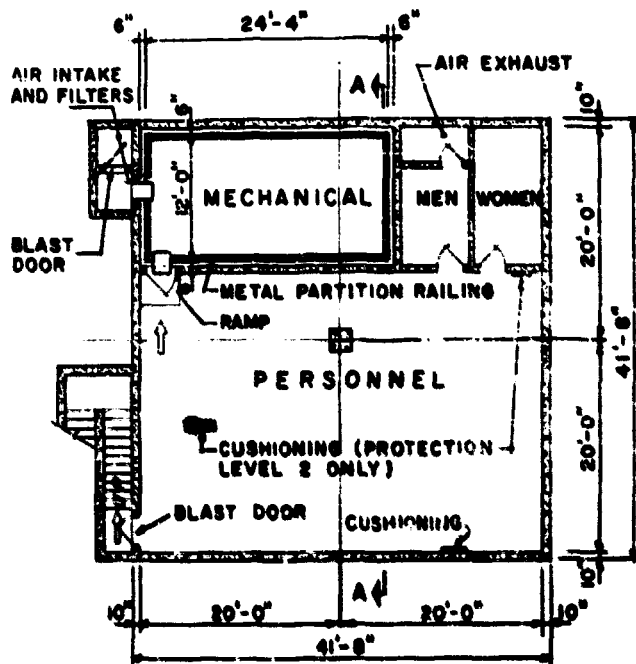 6" 24'-4" 6"
AIR INTAKE
AND FILTERS
A
AIR EXHAUST
6"
10"
12'-0"
MECHANICAL
MEN
WOMEN
BLAST
DOOR
20'-0"
METAL PARTITION RAILING
RAMP
41'-8"
PERSONNEL
CUSHIONING (PROTECTION
LEVEL 2 ONLY)
20'-0"
BLAST DOOR
CUSHIONING
10"
A
10" 20'-0" 20'-0" 10"
41'-8"